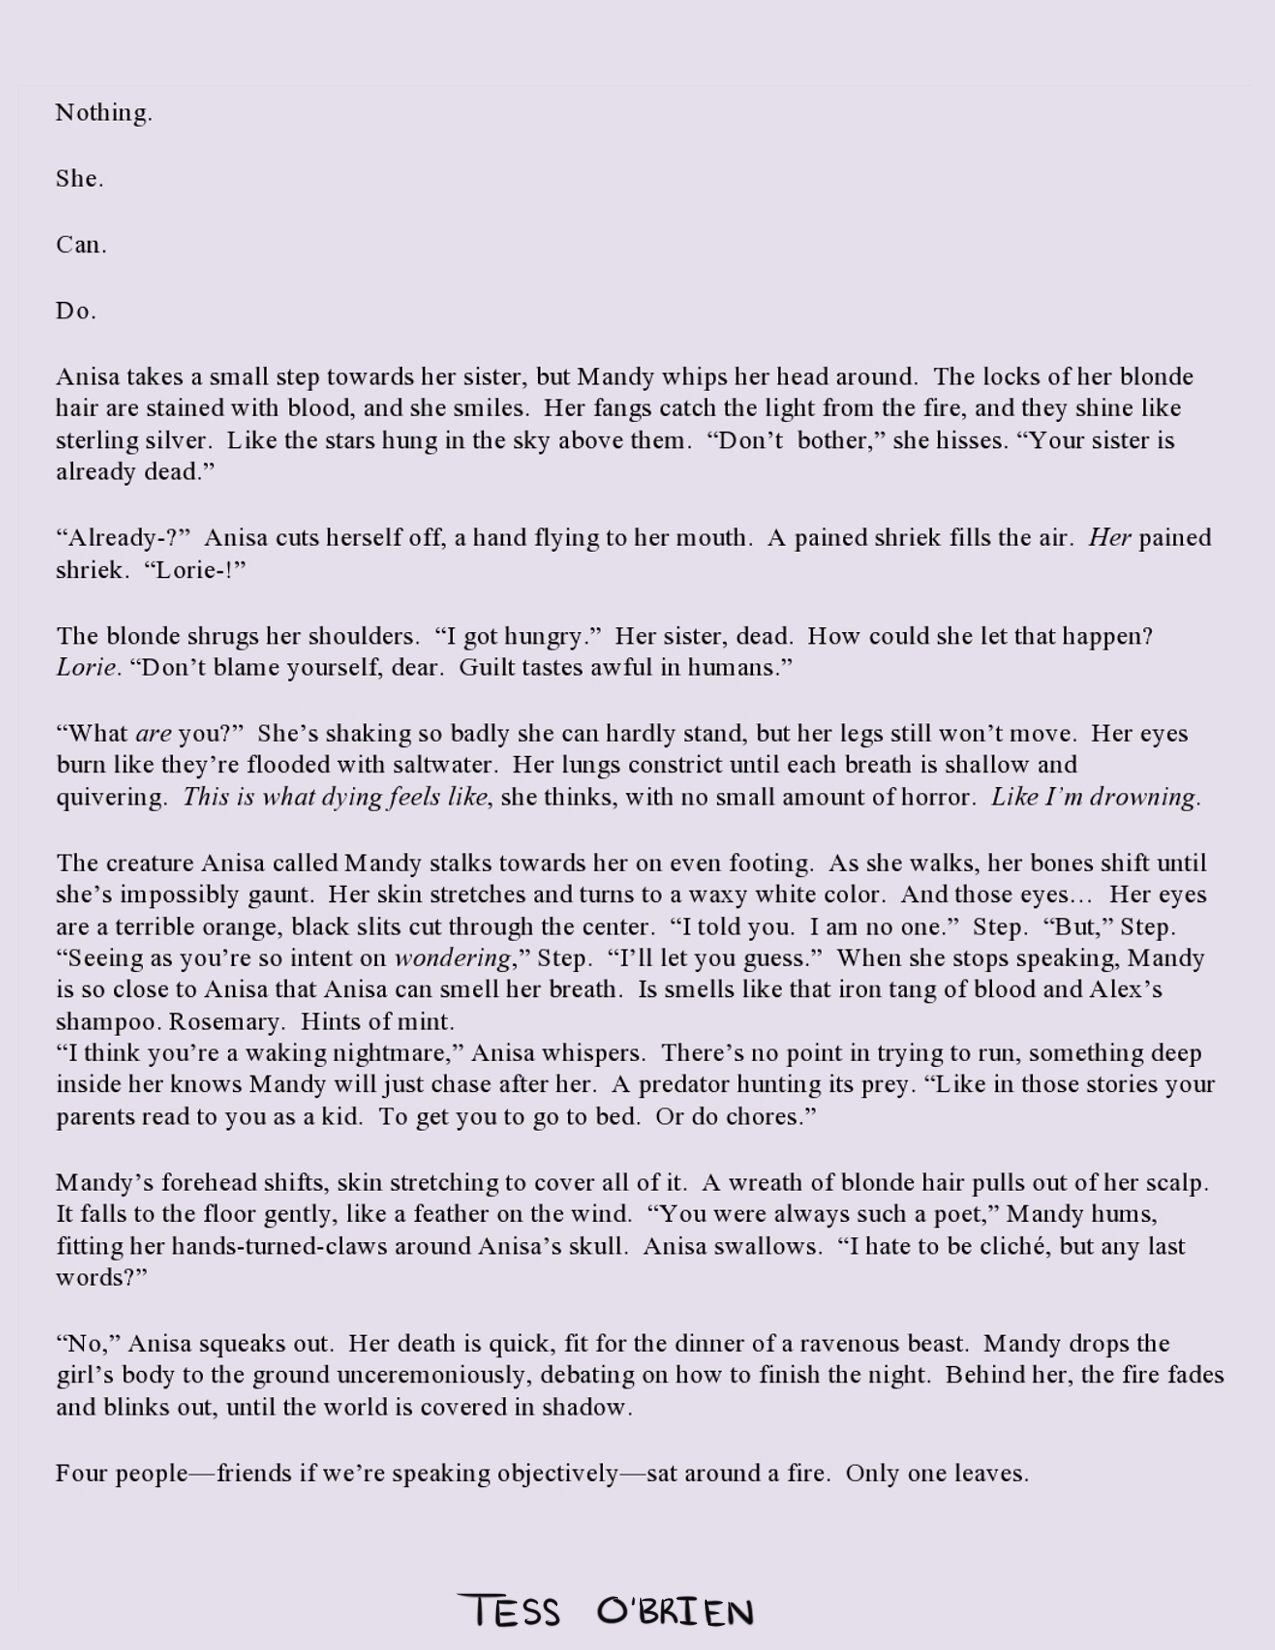 Nothing.
She.
Can.
Do.
Anisa takes a small step towards her sister, but Mandy whips her head around.  The locks of her blonde
hair are stained with blood, and she smiles.  Her fangs catch the light from the fire, and they shine like
sterling silver.  Like the stars hung in the sky above them.  “Don’t  bother,” she hisses. “Your sister is
already dead.”
“Already-?”  Anisa cuts herself off, a hand flying to her mouth.  A pained shriek fills the air.  Her pained
shriek.  “Lorie-!”
The blonde shrugs her shoulders.  “I got hungry.”  Her sister, dead.  How could she let that happen?
Lorie. “Don’t blame yourself, dear.  Guilt tastes awful in humans.”
“What are you?”  She’s shaking so badly she can hardly stand, but her legs still won’t move.  Her eyes
burn like they’re flooded with saltwater.  Her lungs constrict until each breath is shallow and
quivering.  This is what dying feels like, she thinks, with no small amount of horror.  Like I’m drowning.
The creature Anisa called Mandy stalks towards her on even footing.  As she walks, her bones shift until
she’s impossibly gaunt.  Her skin stretches and turns to a waxy white color.  And those eyes…  Her eyes
are a terrible orange, black slits cut through the center.  “I told you.  I am no one.”  Step.  “But,” Step.
“Seeing as you’re so intent on wondering,” Step.  “I’ll let you guess.”  When she stops speaking, Mandy
is so close to Anisa that Anisa can smell her breath.  Is smells like that iron tang of blood and Alex’s
shampoo. Rosemary.  Hints of mint.
“I think you’re a waking nightmare,” Anisa whispers.  There’s no point in trying to run, something deep
inside her knows Mandy will just chase after her.  A predator hunting its prey. “Like in those stories your
parents read to you as a kid.  To get you to go to bed.  Or do chores.”
Mandy’s forehead shifts, skin stretching to cover all of it.  A wreath of blonde hair pulls out of her scalp.
It falls to the floor gently, like a feather on the wind.  “You were always such a poet,” Mandy hums,
fitting her hands-turned-claws around Anisa’s skull.  Anisa swallows.  “I hate to be cliché, but any last
words?”
“No,” Anisa squeaks out.  Her death is quick, fit for the dinner of a ravenous beast.  Mandy drops the
girl’s body to the ground unceremoniously, debating on how to finish the night.  Behind her, the fire fades
and blinks out, until the world is covered in shadow.
Four people—friends if we’re speaking objectively—sat around a fire.  Only one leaves.
TESS O'BRIEN